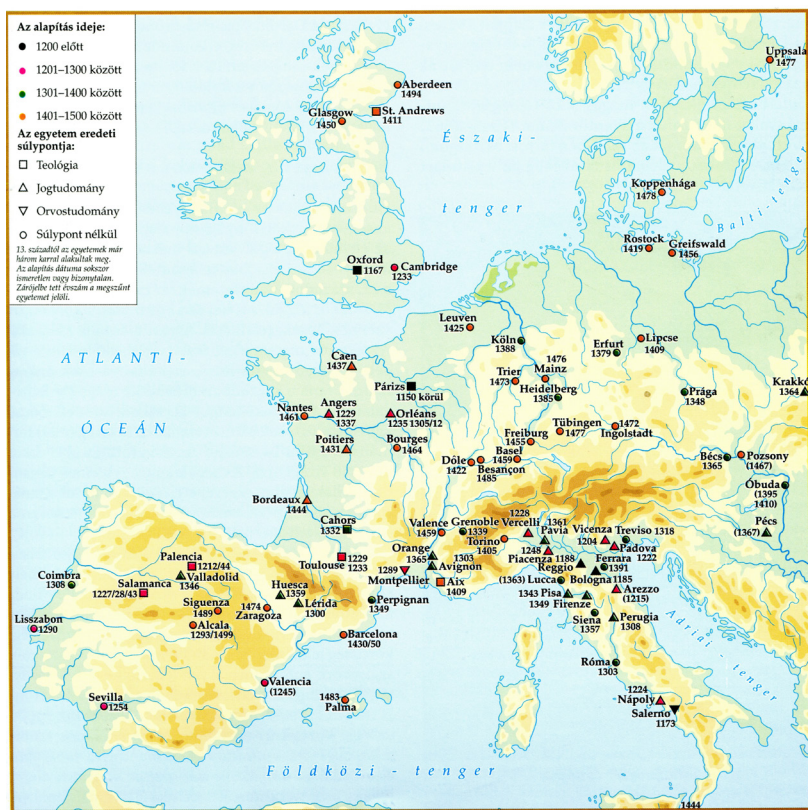 Az alapítás ideje:
1200 előtt
1201–1300 között
1301–1400 között
1401–1500 között
Az egyetem eredeti
súlypontja:
Teológia
Jogtudomány
Orvostudomány
Súlypont nélkül
13. századtól az egyetemek már
három karral alakultak meg.
Az alapítás dátuma sokszor
ismeretlen vagy bizonytalan.
Zárójelbe tett évszám a megszűnt
egyetemet jelöli.
Uppsala
1477
Aberdeen
1494
Glasgow
1450
St. Andrews
1411
Északi-
tenger
Koppenhága
1478
Balti-tenger
Rostock
1419
Greifswald
1456
Oxford
1167
Cambridge
1233
Leuven
1425
Köln
1388
Erfurt
1379
Lipcse
1409
ATLANTI-
ÓCEÁN
Caen
1437
Párizs
1150 körül
Trier
1473
1476
Mainz
Heidelberg
1385
Prága
1348
Krakkó
1364
Nantes
1461
Angers
1229
1337
Orléans
1235 1305/12
Poitiers
1431
Bourges
1464
Freiburg
1455
Tübingen
1477
1472
Ingolstadt
Dôle
1422
Basel
1459
Besançon
1485
Bécs
1365
Pozsony
(1467)
Óbuda
(1395
1410)
Pécs
(1367)
Bordeaux
1444
Cahors
1332
Valence
1459
Grenoble
1339
Torino
1405
1228
Vercelli
1361
Pavia
1248
Piacenza
Vicenza
1204
Treviso 1318
Padova
1222
1188
Reggio
Ferrara
1391
Bologna
1185
Orange
1365
1303
Avignon
1289
Montpellier
Aix
1409
1229
1233
Toulouse
Palencia
1212/44
Valladolid
1346
Coimbra
1308
Salamanca
1227/28/43
Huesca
1359
Lérida
1300
Perpignan
1349
Siguenza
1489
1474
Zaragoza
Alcala
1293/1499
Lisszabon
1290
Barcelona
1430/50
(1363) Lucca
1343 Pisa
1349 Firenze
Arezzo
(1215)
Siena
1357
Perugia
1308
Róma
1303
Adriai-tenger
Valencia
(1245)
1483
Palma
Sevilla
1254
1224
Nápoly
Salerno
1173
Földközi - tenger
1444